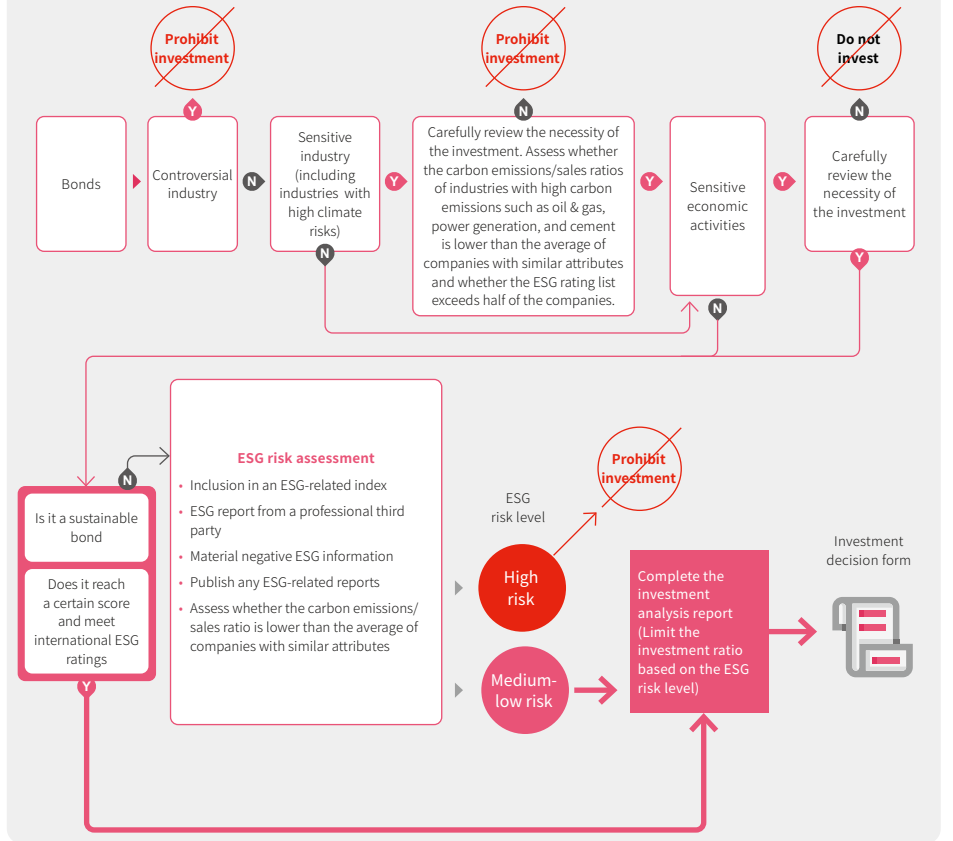 Prohibit
investment
Prohibit
investment
Do not
invest
Y
N
N
Bonds
Controversial
industry
N
Sensitive
industry
(including
industries with
high climate
risks)
Y
Carefully review the necessity of
the investment. Assess whether
the carbon emissions/sales ratios
of industries with high carbon
emissions such as oil & gas,
power generation, and cement
is lower than the average of
companies with similar attributes
and whether the ESG rating list
exceeds half of the companies.
Y
Sensitive
economic
activities
Y
Carefully
review the
necessity of
the investment
N
Y
N
N
Is it a sustainable
bond
Does it reach
a certain score
and meet
international ESG
ratings
Y
ESG risk assessment
• Inclusion in an ESG-related index
• ESG report from a professional third
party
• Material negative ESG information
• Publish any ESG-related reports
• Assess whether the carbon emissions/
sales ratio is lower than the average of
companies with similar attributes
ESG
risk level
Prohibit
investment
High
risk
Medium-
low risk
Complete the
investment
analysis report
(Limit the
investment ratio
based on the ESG
risk level)
Investment
decision form